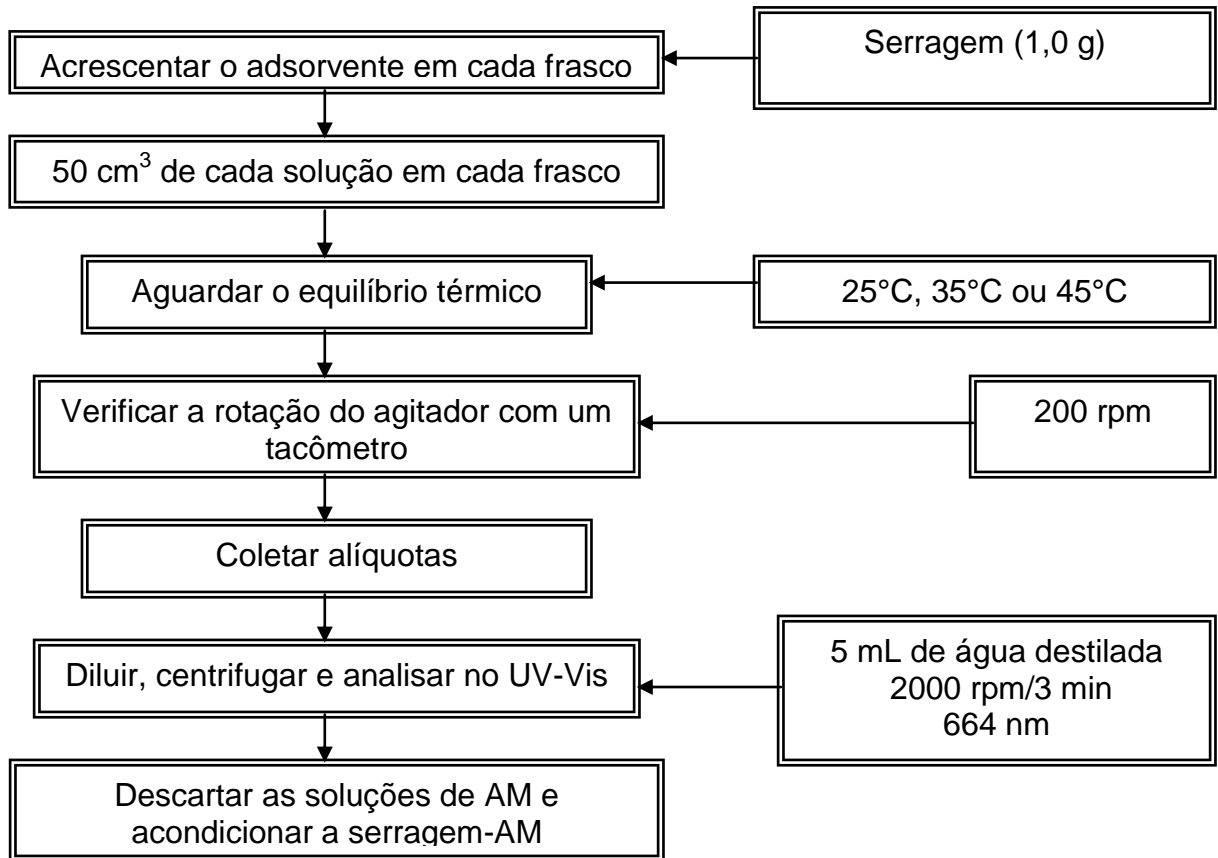 Acrescentar o adsorvente em cada frasco
Serragem (1,0 g)
50 cm³ de cada solução em cada frasco
Aguardar o equilíbrio térmico
25°C, 35°C ou 45°C
Verificar a rotação do agitador com um
tacômetro
200 rpm
Coletar alíquotas
Diluir, centrifugar e analisar no UV-Vis
5 mL de água destilada
2000 rpm/3 min
664 nm
Descartar as soluções de AM e
acondicionar a serragem-AM